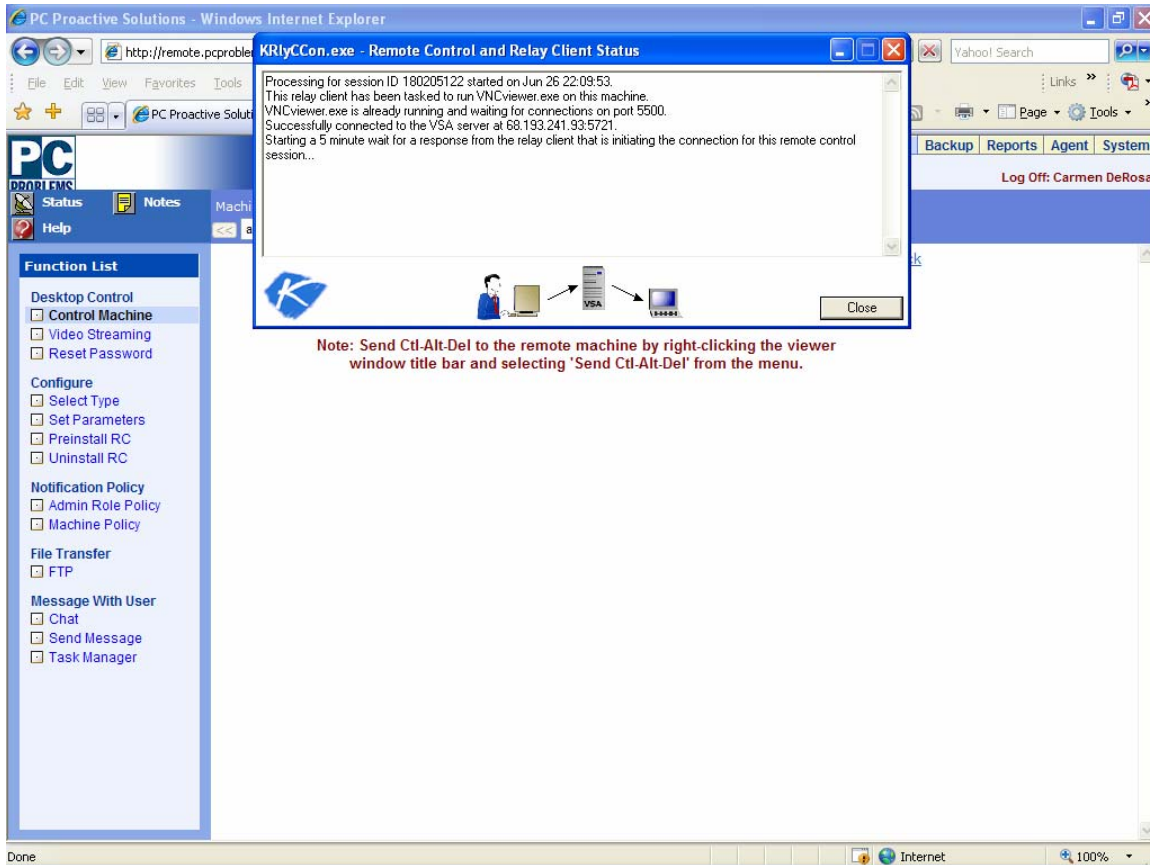 PC Proactive Solutions - Windows Internet Explorer
http://remote.pcproble
Yahoo! Search
File Edit View Favorites Tools
Links »
PC Proactive Soluti
Page Tools »
KRlyCCon.exe - Remote Control and Relay Client Status
Processing for session ID 180205122 started on Jun 26 22:09:53.
This relay client has been tasked to run VNCviewer.exe on this machine.
VNCviewer.exe is already running and waiting for connections on port 5500.
Successfully connected to the VSA server at 68.193.241.93:5721.
Starting a 5 minute wait for a response from the relay client that is initiating the connection for this remote control
session...
K
VSA
Close
PC
PROBLEMS
Backup Reports Agent System
Log Off: Carmen DeRosa
Status Notes
Help
Machi
<< a
k
Note: Send Ctl-Alt-Del to the remote machine by right-clicking the viewer
window title bar and selecting 'Send Ctl-Alt-Del' from the menu.
Function List
Desktop Control
Control Machine
Video Streaming
Reset Password
Configure
Select Type
Set Parameters
Preinstall RC
Uninstall RC
Notification Policy
Admin Role Policy
Machine Policy
File Transfer
FTP
Message With User
Chat
Send Message
Task Manager
Done
Internet
100%